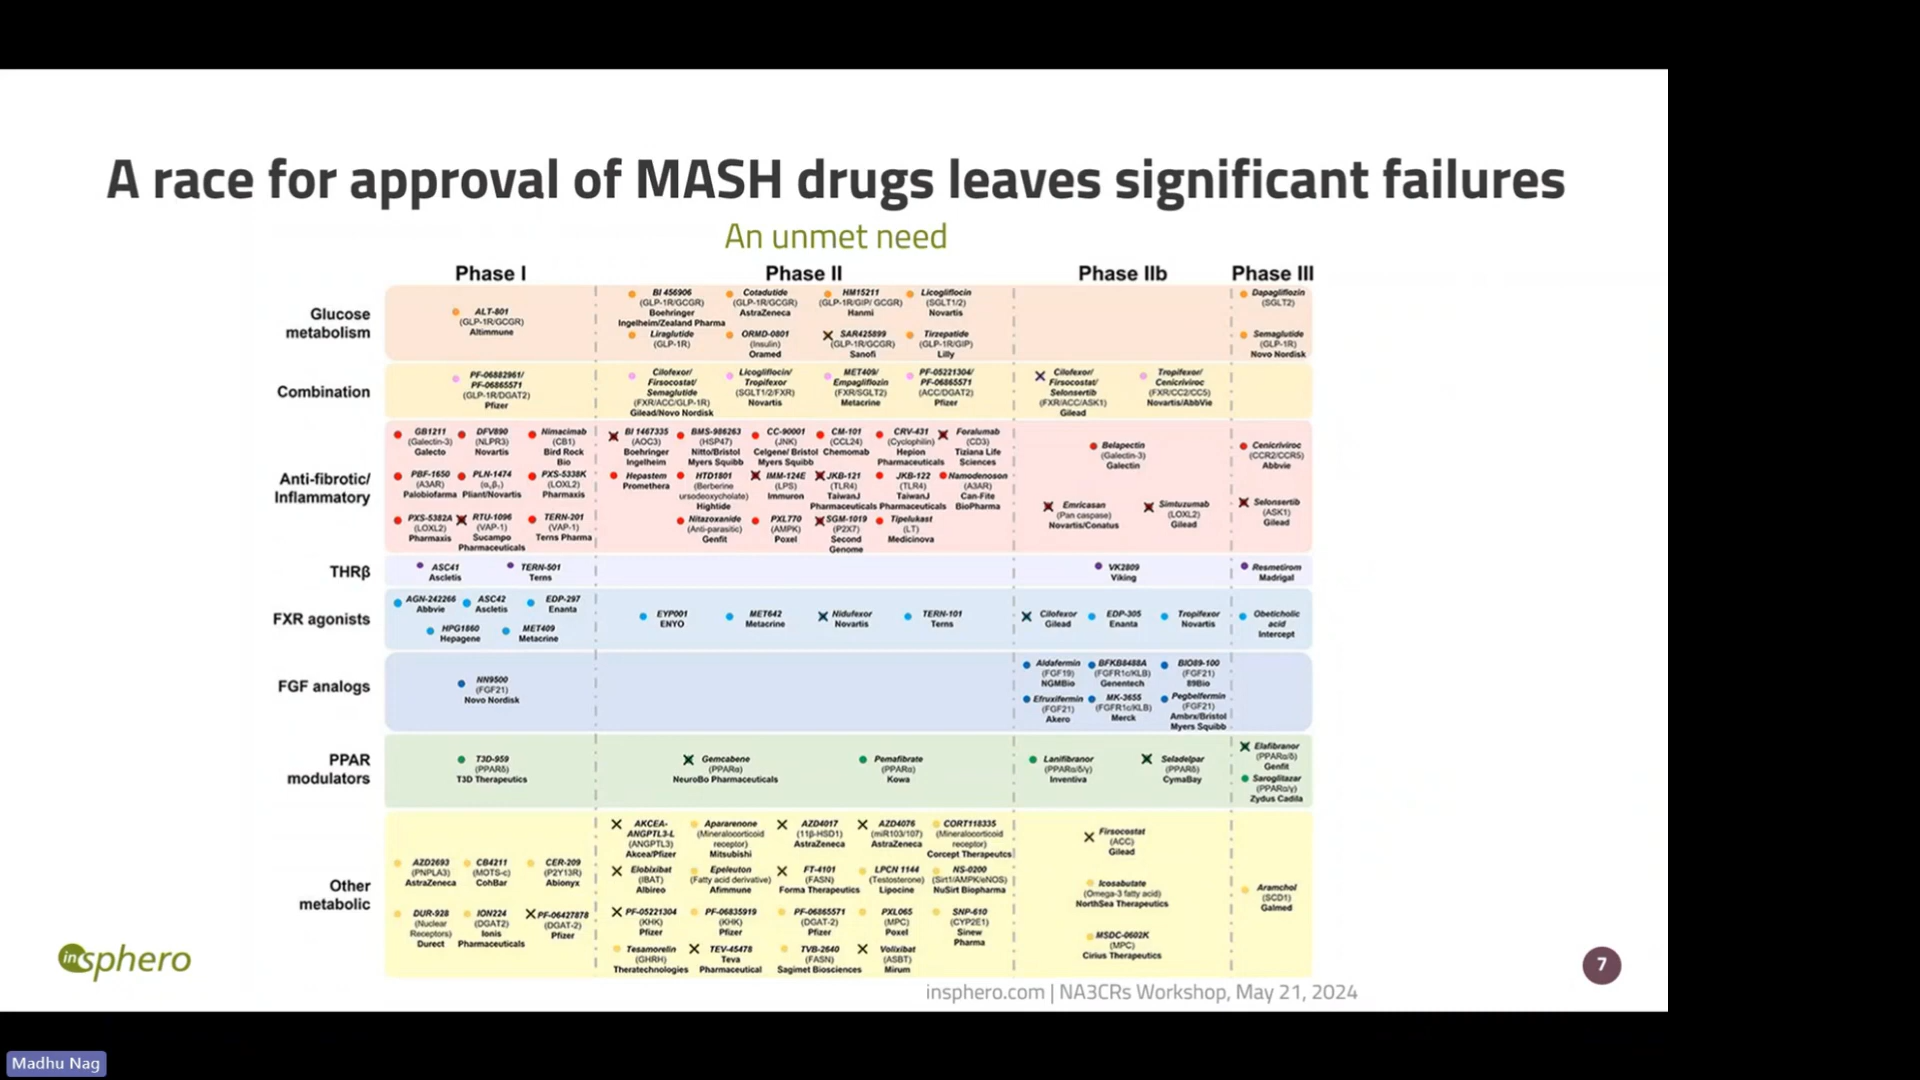 A race for approval of MASH drugs leaves significant failures
An unmet need
Phase I
Phase II
Phase IIb
Phase III
Glucose
metabolism
ALT-801
(GLP-1R/GCGR)
Altimmune
BI 456906
(GLP-1R/GCGR)
Boehringer
Ingelheim/Zealand Pharma
Cotadutide
(GLP-1R/GCGR)
AstraZeneca
HM15211
(GLP-1R/GIP/ GCGR)
Hanmi
Licogliflocin
(SGLT1/2)
Novartis
Liraglutide
(GLP-1R)
ORMD-0801
(Insulin)
Oramed
SAR425899
(GLP-1R/GCGR)
Sanofi
Tirzepatide
(GLP-1R/GIP)
Lilly
Dapagliflozin
(SGLT2)
Semaglutide
(GLP-1R)
Novo Nordisk
Combination
PF-06882961/
PF-06865571
(GLP-1R/DGAT2)
Pfizer
Cilofexor/
Firsocostat/
Semaglutide
(FXR/ACC/GLP-1R)
Gilead/Novo Nordisk
Licogliflocin/
Tropifexor
(SGLT1/2/FXR)
Novartis
MET409/
Empagliflozin
(FXR/SGLT2)
Metacrine
PF-05221304/
PF-06865571
(ACC/DGAT2)
Pfizer
Cilofexor/
Firsocostat/
Selonsertib
(FXR/ACC/ASK1)
Gilead
Tropifexor/
Cenicriviroc
(FXR/CC2/CC5)
Novartis/AbbVie
Anti-fibrotic/
Inflammatory
GB1211
(Galectin-3)
Galecto
DFV890
(NLPR3)
Novartis
Nimacimab
(CB1)
Bird Rock
Bio
PBF-1650
(A3AR)
Palobiofarma
PLN-1474
(αᵥβ₁)
Pliant/Novartis
PXS-5338K
(LOXL2)
Pharmaxis
PXS-5382A
(LOXL2)
Pharmaxis
RTU-1096
(VAP-1)
Sucampo
Pharmaceuticals
TERN-201
(VAP-1)
Terns Pharma
BI 1467335
(AOC3)
Boehringer
Ingelheim
BMS-986263
(HSP47)
Nitto/Bristol
Myers Squibb
CC-90001
(JNK)
Celgene/ Bristol
Myers Squibb
CM-101
(CCL24)
Chemomab
CRV-431
(Cyclophilin)
Hepion
Pharmaceuticals
Foralumab
(CD3)
Tiziana Life
Sciences
Hepastem
Promethera
HTD1801
(Berberine
ursodeoxycholate)
Hightide
IMM-124E
(LPS)
Immuron
JKB-121
(TLR4)
TaiwanJ
Pharmaceuticals
JKB-122
(TLR4)
TaiwanJ
Pharmaceuticals
Namodenoson
(A3AR)
Can-Fite
BioPharma
Nitazoxanide
(Anti-parasitic)
Genfit
PXL770
(AMPK)
Poxel
SGM-1019
(P2X7)
Second
Genome
Tipelukast
(LT)
Medicinova
Belapectin
(Galectin-3)
Galectin
Emricasan
(Pan caspase)
Novartis/Conatus
Simtuzumab
(LOXL2)
Gilead
Cenicriviroc
(CCR2/CCR5)
Abbvie
Selonsertib
(ASK1)
Gilead
THRβ
ASC41
Ascletis
TERN-501
Terns
VK2809
Viking
Resmetirom
Madrigal
FXR agonists
AGN-242266
Abbvie
ASC42
Ascletis
EDP-297
Enanta
HPG1860
Hepagene
MET409
Metacrine
EYP001
ENYO
MET642
Metacrine
Nidufexor
Novartis
TERN-101
Terns
Cilofexor
Gilead
EDP-305
Enanta
Tropifexor
Novartis
Obeticholic
acid
Intercept
FGF analogs
NN9500
(FGF21)
Novo Nordisk
Aldafermin
(FGF19)
NGMBio
BFKB8488A
(FGFR1c/KLB)
Genentech
BIO89-100
(FGF21)
89Bio
Efruxifermin
(FGF21)
Akero
MK-3655
(FGFR1c/KLB)
Merck
Pegbelfermin
(FGF21)
Ambrx/Bristol
Myers Squibb
PPAR
modulators
T3D-959
(PPARδ)
T3D Therapeutics
Gemcabene
(PPARα)
NeuroBo Pharmaceuticals
Pemafibrate
(PPARα)
Kowa
Lanifibranor
(PPARα/δ/γ)
Inventiva
Seladelpar
(PPARδ)
CymaBay
Elafibranor
(PPARα/δ)
Genfit
Saroglitazar
(PPARα/γ)
Zydus Cadila
Other
metabolic
AZD2693
(PNPLA3)
AstraZeneca
CB4211
(MOTS-c)
CohBar
CER-209
(P2Y13R)
Abionyx
DUR-928
(Nuclear
Receptors)
Durect
ION224
(DGAT2)
Ionis
Pharmaceuticals
PF-06427878
(DGAT-2)
Pfizer
AKCEA-
ANGPTL3-L
(ANGPTL3)
Akcea/Pfizer
Apararenone
(Mineralocorticoid
receptor)
Mitsubishi
AZD4017
(11β-HSD1)
AstraZeneca
AZD4076
(miR103/107)
AstraZeneca
CORT118335
(Mineralocorticoid
receptor)
Corcept Therapeutcs
Elobixibat
(IBAT)
Albireo
Epeleuton
(Fatty acid derivative)
Afimmune
FT-4101
(FASN)
Forma Therapeutics
LPCN 1144
(Testosterone)
Lipocine
NS-0200
(Sirt1/AMPK/eNOS)
NuSirt Biopharma
PF-05221304
(KHK)
Pfizer
PF-06835919
(KHK)
Pfizer
PF-06865571
(DGAT-2)
Pfizer
PXL065
(MPC)
Poxel
SNP-610
(CYP2E1)
Sinew
Pharma
Tesamorelin
(GHRH)
Theratechnologies
TEV-45478
Teva
Pharmaceutical
TVB-2640
(FASN)
Sagimet Biosciences
Volixibat
(ASBT)
Mirum
Firsocostat
(ACC)
Gilead
Icosabutate
(Omega-3 fatty acid)
NorthSea Therapeutics
MSDC-0602K
(MPC)
Cirius Therapeutics
Aramchol
(SCD1)
Galmed
insphero
7
insphero.com | NA3CRs Workshop, May 21, 2024
Madhu Nag